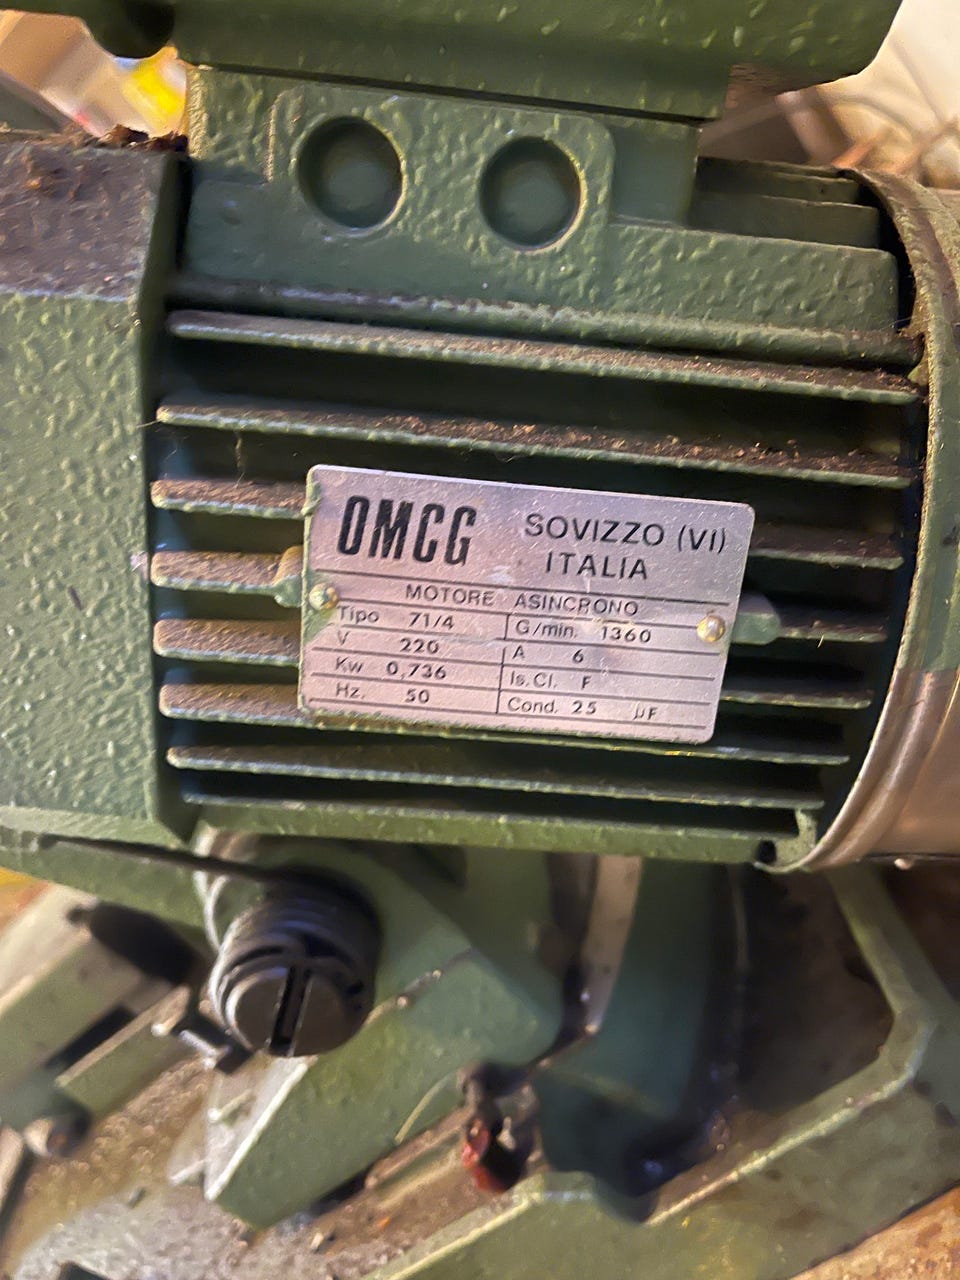 OMCG SOVIZZO (VI)
ITALIA
MOTORE ASINCRONO
Tipo 71/4 G/min. 1360
V 220 A 6
Kw 0,736 Is.Cl. F
Hz. 50 Cond. 25 µF